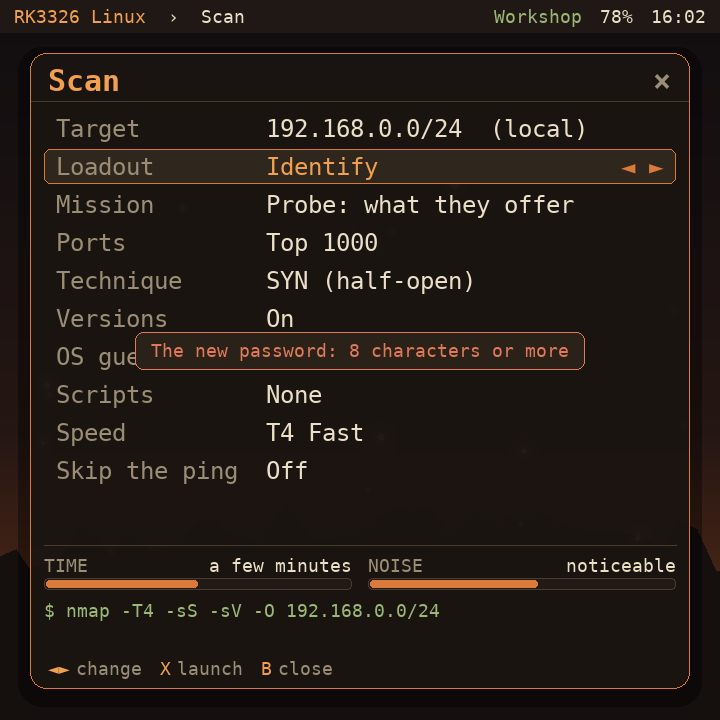 RK3326 Linux › Scan Workshop 78% 16:02
Scan ×
Target 192.168.0.0/24 (local)
Loadout Identify ◄ ►
Mission Probe: what they offer
Ports Top 1000
Technique SYN (half-open)
Versions On
OS
The new password: 8 characters or more
Scripts None
Speed T4 Fast
Skip the ping Off
TIME a few minutes NOISE noticeable
$ nmap -T4 -sS -sV -O 192.168.0.0/24
◄► change X launch B close